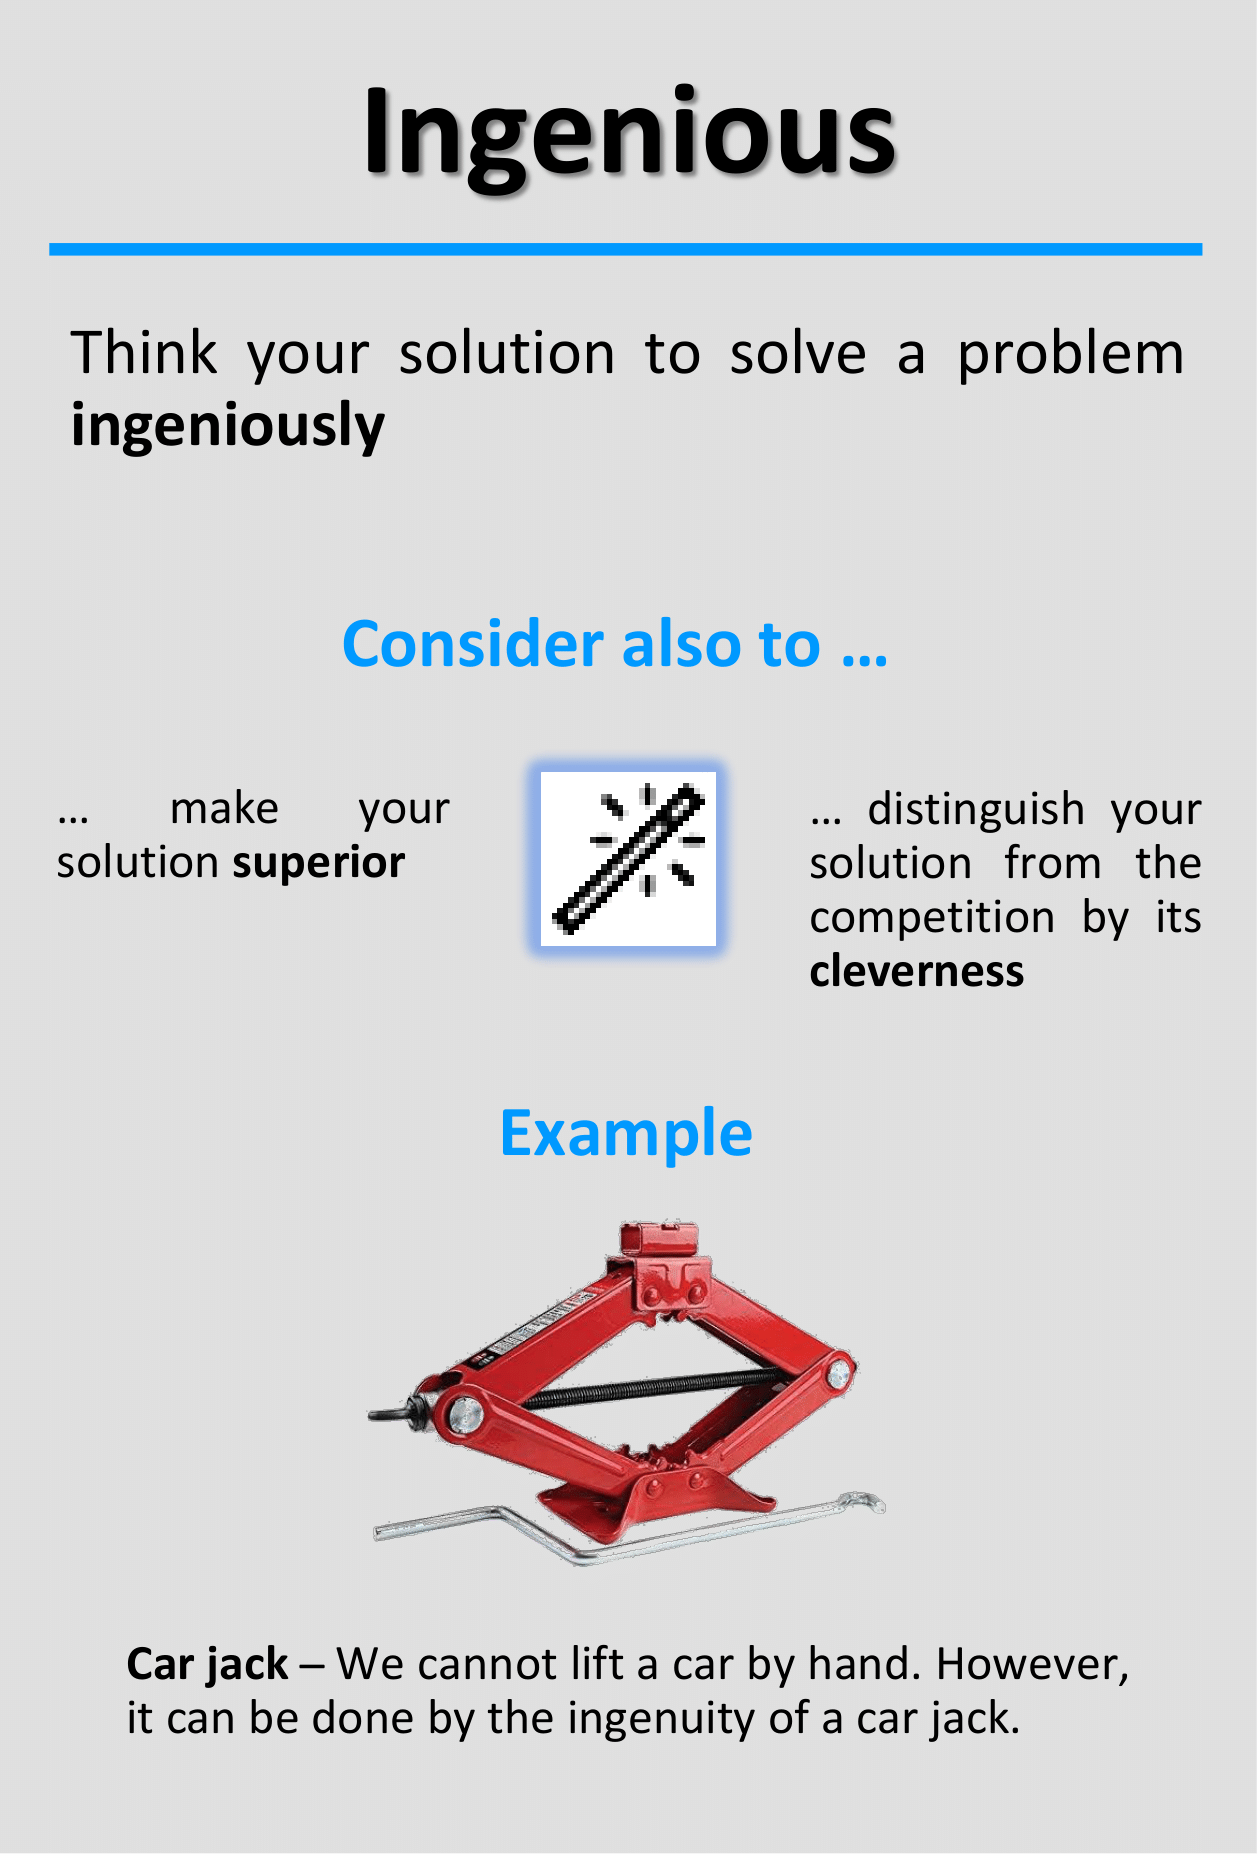 Ingenious
Think your solution to solve a problem
ingeniously
Consider also to ...
... make your
solution superior
... distinguish your
solution from the
competition by its
cleverness
Example
Car jack – We cannot lift a car by hand. However,
it can be done by the ingenuity of a car jack.